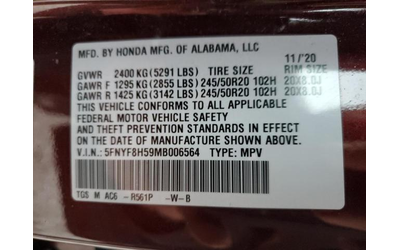 MFD. BY HONDA MFG. OF ALABAMA, LLC 11/'20
GVWR 2400 KG (5291 LBS) TIRE SIZE RIM SIZE
GAWR F 1295 KG (2855 LBS) 245/50R20 102H 20X8.0J
GAWR R 1425 KG (3142 LBS) 245/50R20 102H 20X8.0J
THIS VEHICLE CONFORMS TO ALL APPLICABLE
FEDERAL MOTOR VEHICLE SAFETY
AND THEFT PREVENTION STANDARDS IN EFFECT
ON THE DATE OF MANUFACTURE SHOWN ABOVE.
V.I.N: 5FNYF8H59MB006564 TYPE: MPV
TGS M AC6 - R561P -W-B